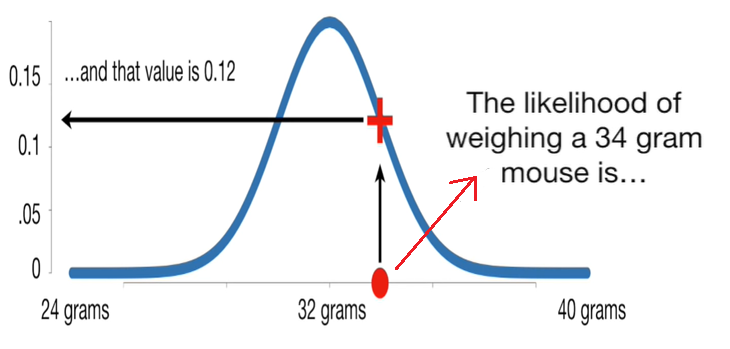 0.15
…and that value is 0.12
The likelihood of
weighing a 34 gram
mouse is…
0.1
.05
0
24 grams
32 grams
40 grams